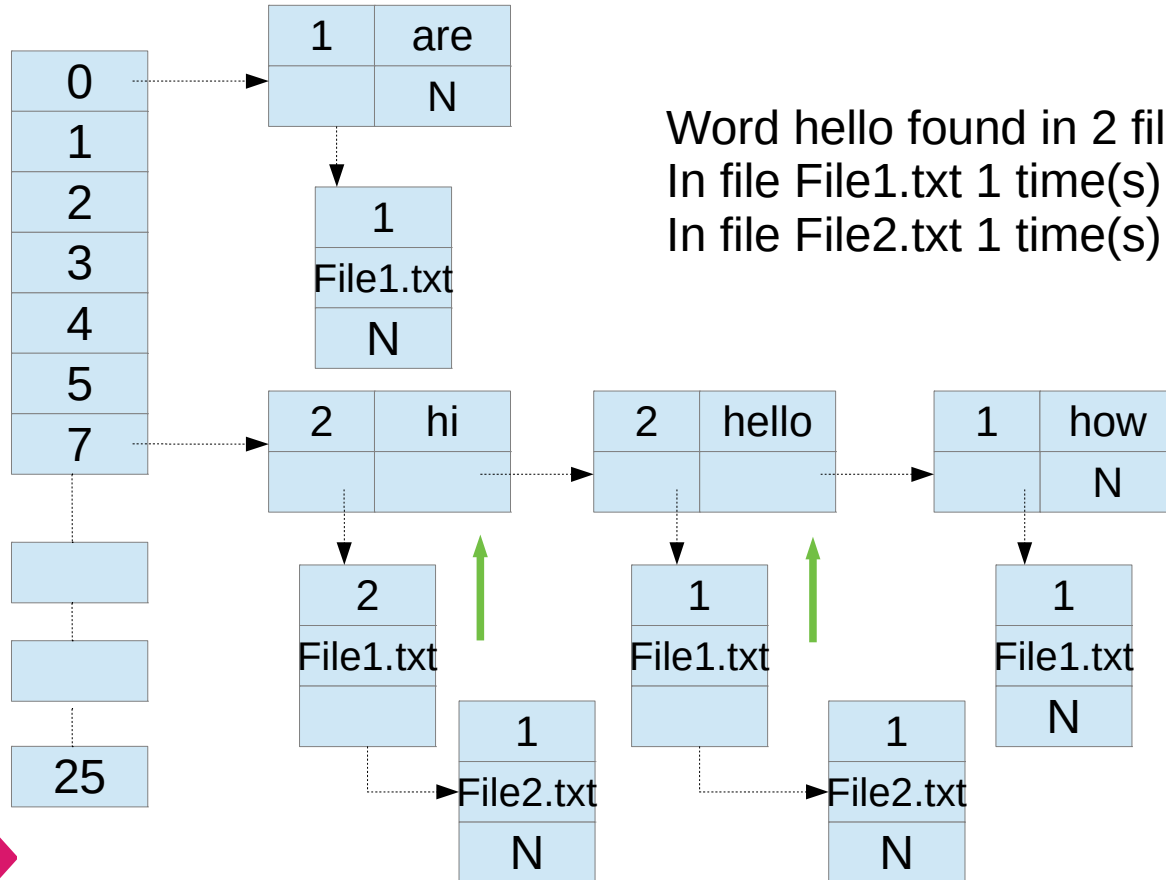 0
1
2
3
4
5
7
25
1 are
N
1
File1.txt
N
Word hello found in 2
In file File1.txt 1 time(s)
In file File2.txt 1 time(s)
2 hi
2 hello
1 how
N
2
File1.txt
1
File2.txt
N
1
File1.txt
1
File2.txt
N
1
File1.txt
N